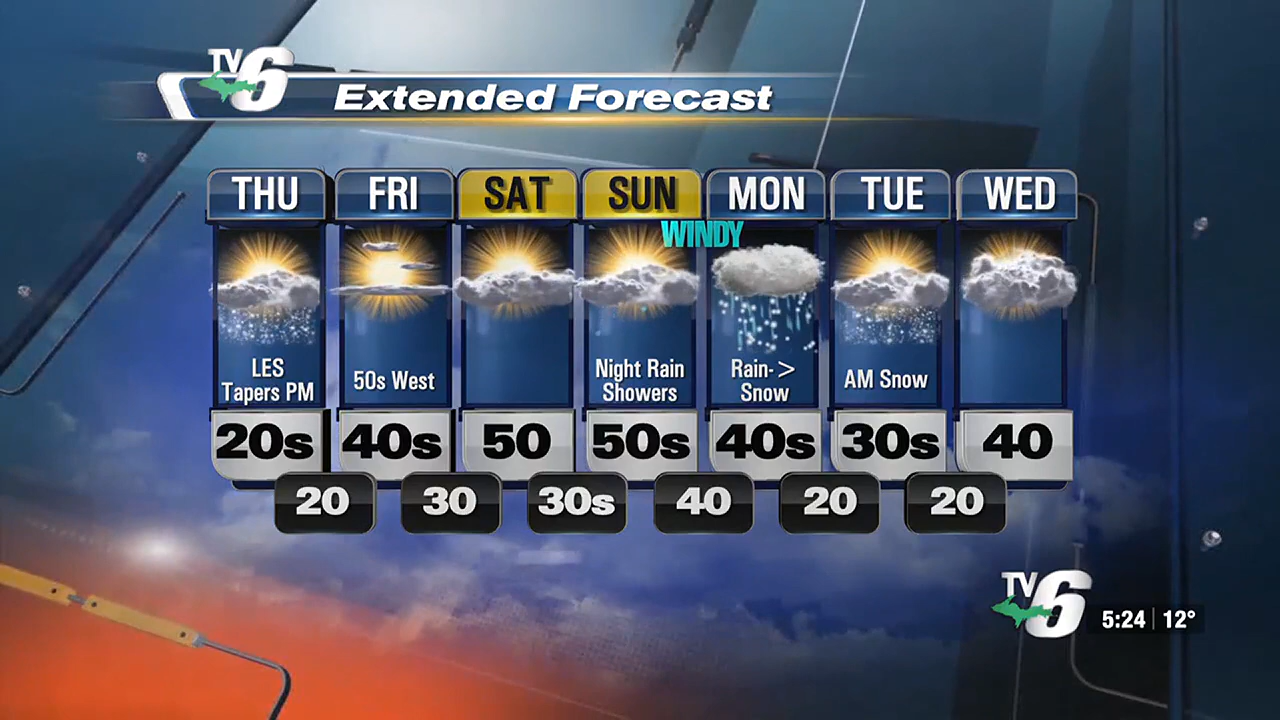 TV6
Extended Forecast
THU FRI SAT SUN MON TUE WED
WINDY
LES
Tapers PM
50s West
Night Rain
Showers
Rain->
Snow
AM Snow
20s 40s 50 50s 40s 30s 40
20 30 30s 40 20 20
TV6
5:24 12°